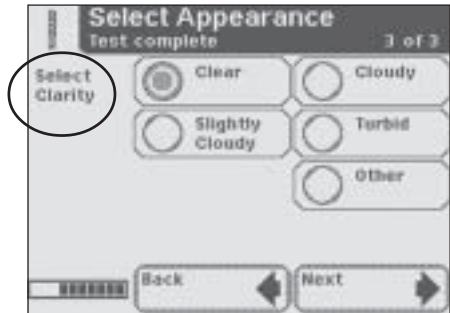 Select Appearance
Test complete 3 of 3
Select
Clarity
Clear
Cloudy
Slightly
Cloudy
Turbid
Other
Back
Next